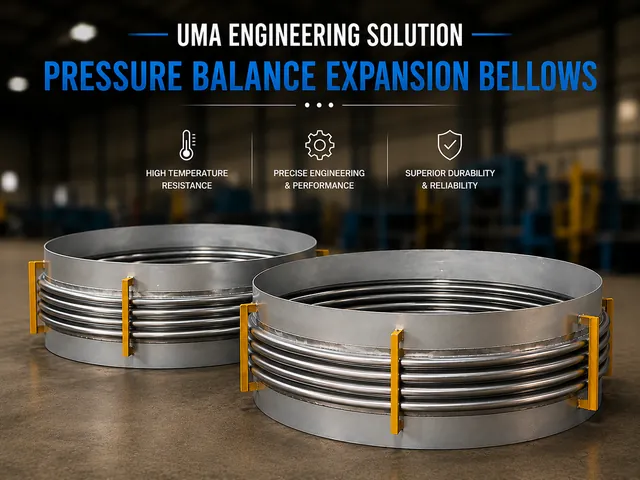 UMA ENGINEERING SOLUTION
PRESSURE BALANCE EXPANSION BELLOWS
HIGH TEMPERATURE
RESISTANCE
PRECISE ENGINEERING
& PERFORMANCE
SUPERIOR DURABILITY
& RELIABILITY